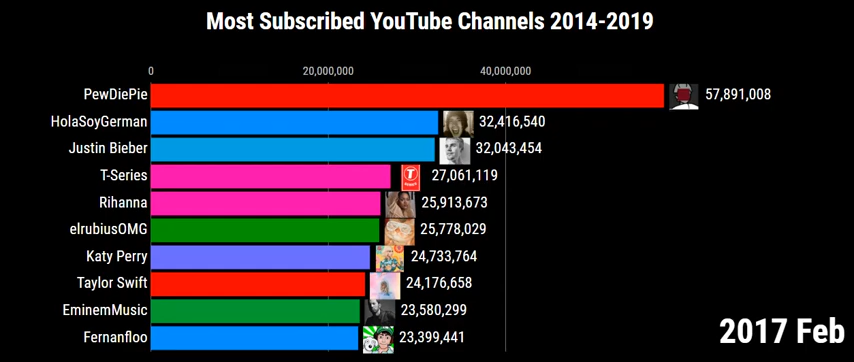 Most Subscribed YouTube Channels 2014-2019
0 20,000,000 40,000,000
PewDiePie 57,891,008
HolaSoyGerman 32,416,540
Justin Bieber 32,043,454
T-Series 27,061,119
Rihanna 25,913,673
elrubiusOMG 25,778,029
Katy Perry 24,733,764
Taylor Swift 24,176,658
EminemMusic 23,580,299
Fernanfloo 23,399,441
2017 Feb